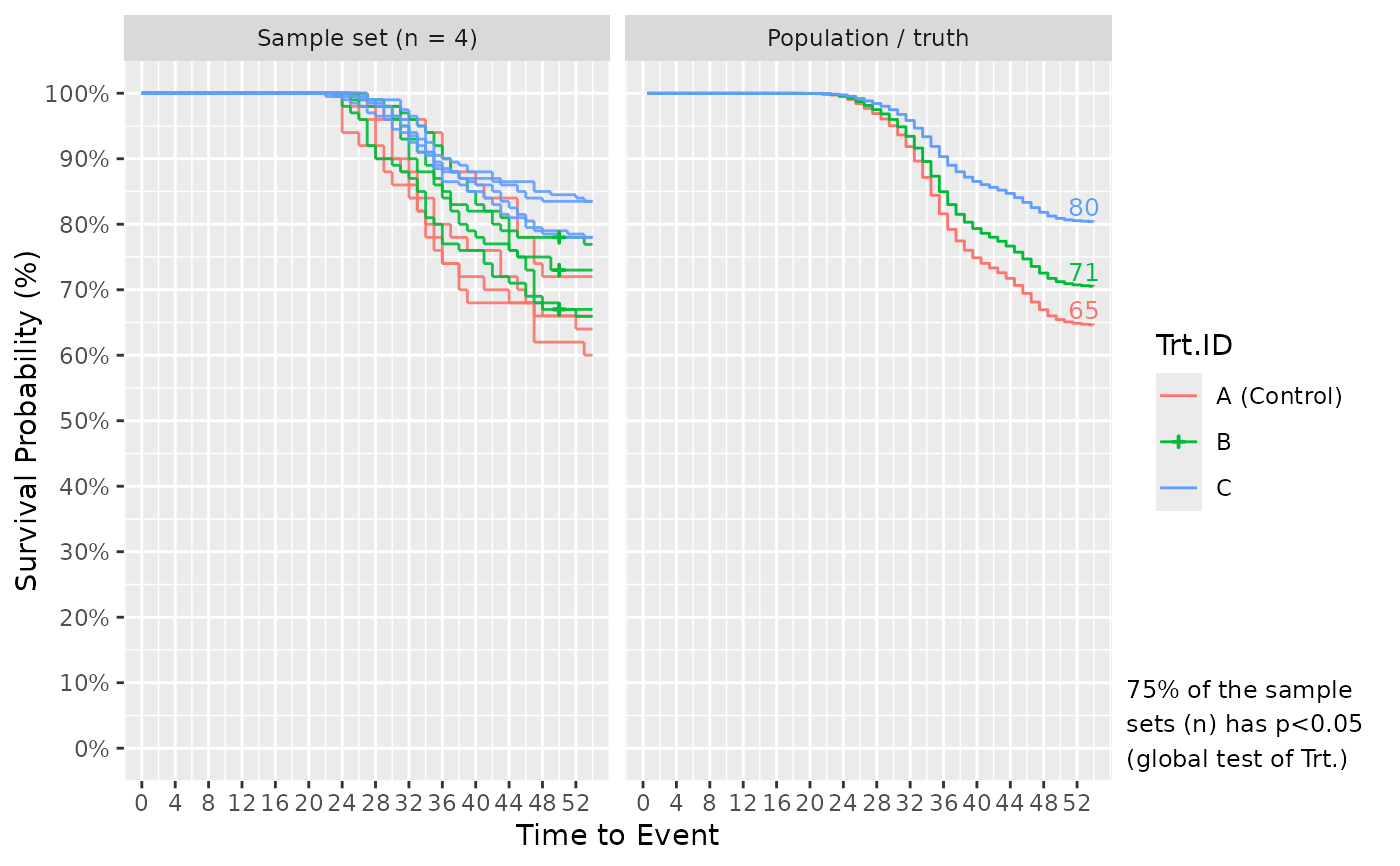 Sample set (n = 4)
Population / truth
Survival Probability (%)
100%
90%
80%
70%
60%
50%
40%
30%
20%
10%
0%
80
71
65
0 4 8 12 16 20 24 28 32 36 40 44 48 52
0 4 8 12 16 20 24 28 32 36 40 44 48 52
Time to Event
Trt.ID
A (Control)
B
C
75% of the sample
sets (n) has p<0.05
(global test of Trt.)